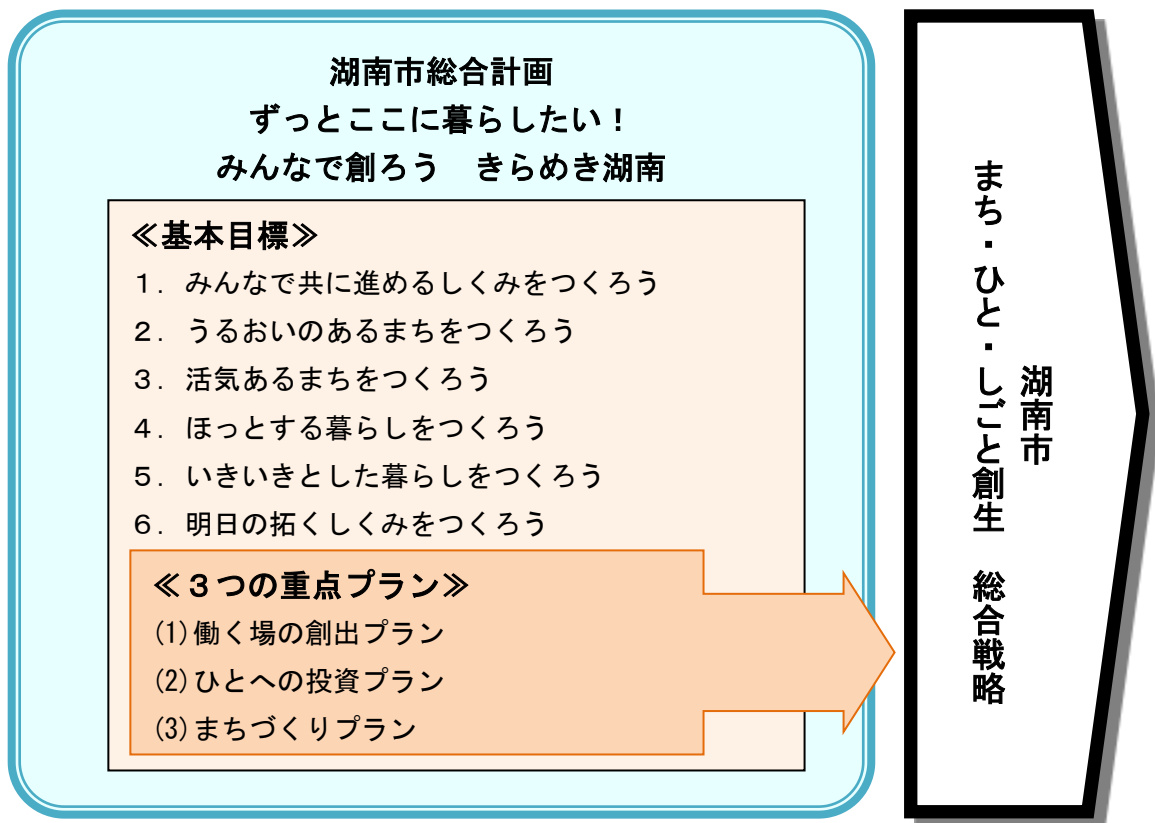 湖南市総合計画
ずっとここに暮らしたい！
みんなで創ろう　きらめき湖南
≪基本目標≫
１．みんなで共に進めるしくみをつくろう
２．うるおいのあるまちをつくろう
３．活気あるまちをつくろう
４．ほっとする暮らしをつくろう
５．いきいきとした暮らしをつくろう
６．明日の拓くしくみをつくろう
≪３つの重点プラン≫
(1)働く場の創出プラン
(2)ひとへの投資プラン
(3)まちづくりプラン
湖南市
まち・ひと・しごと創生　総合戦略